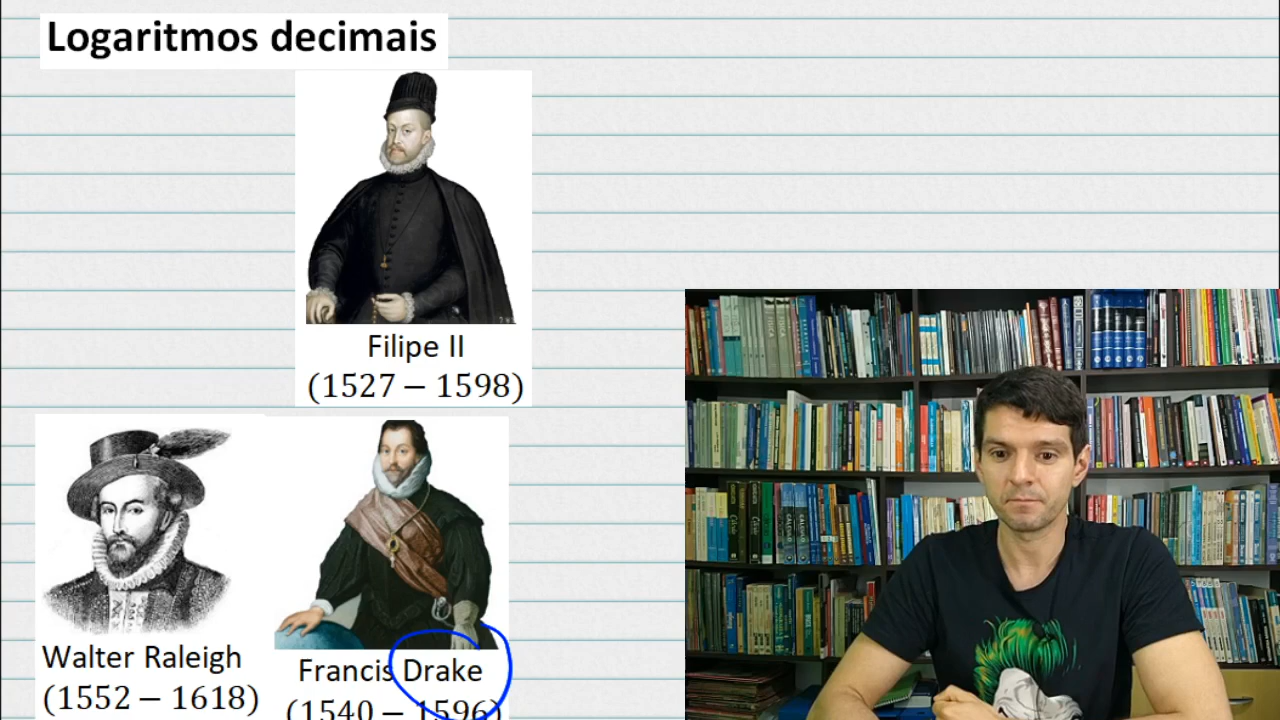 Logaritmos decimais
Filipe II
(1527 – 1598)
Walter Raleigh
(1552 – 1618)
Francis Drake
(1540 – 1596)